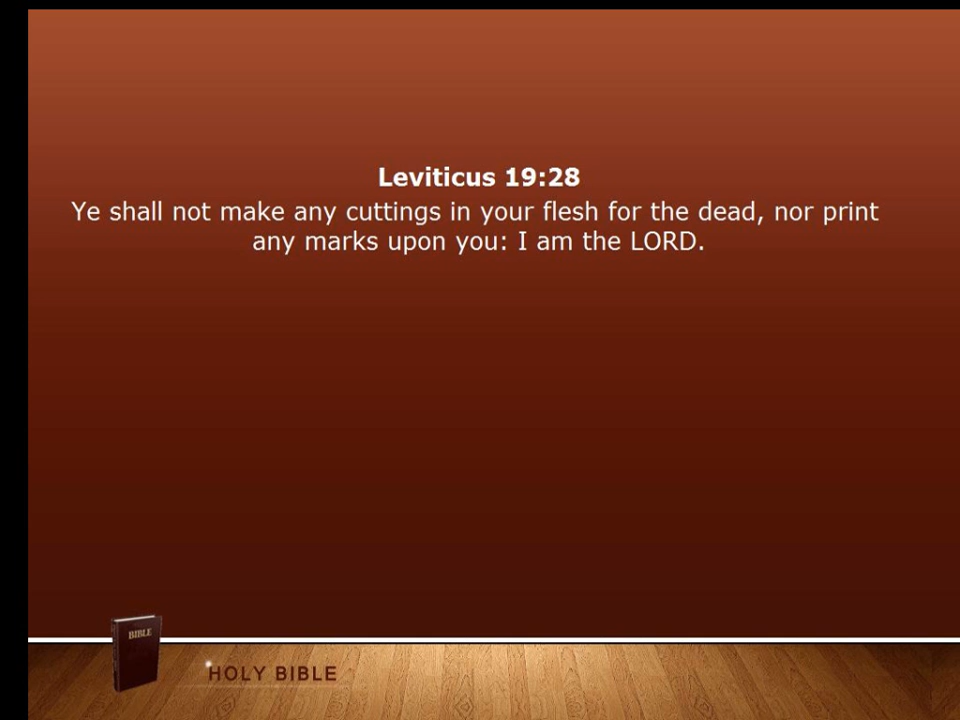 Leviticus 19:28
Ye shall not make any cuttings in your flesh for the dead, nor print
any marks upon you: I am the LORD.
BIBLE
HOLY BIBLE